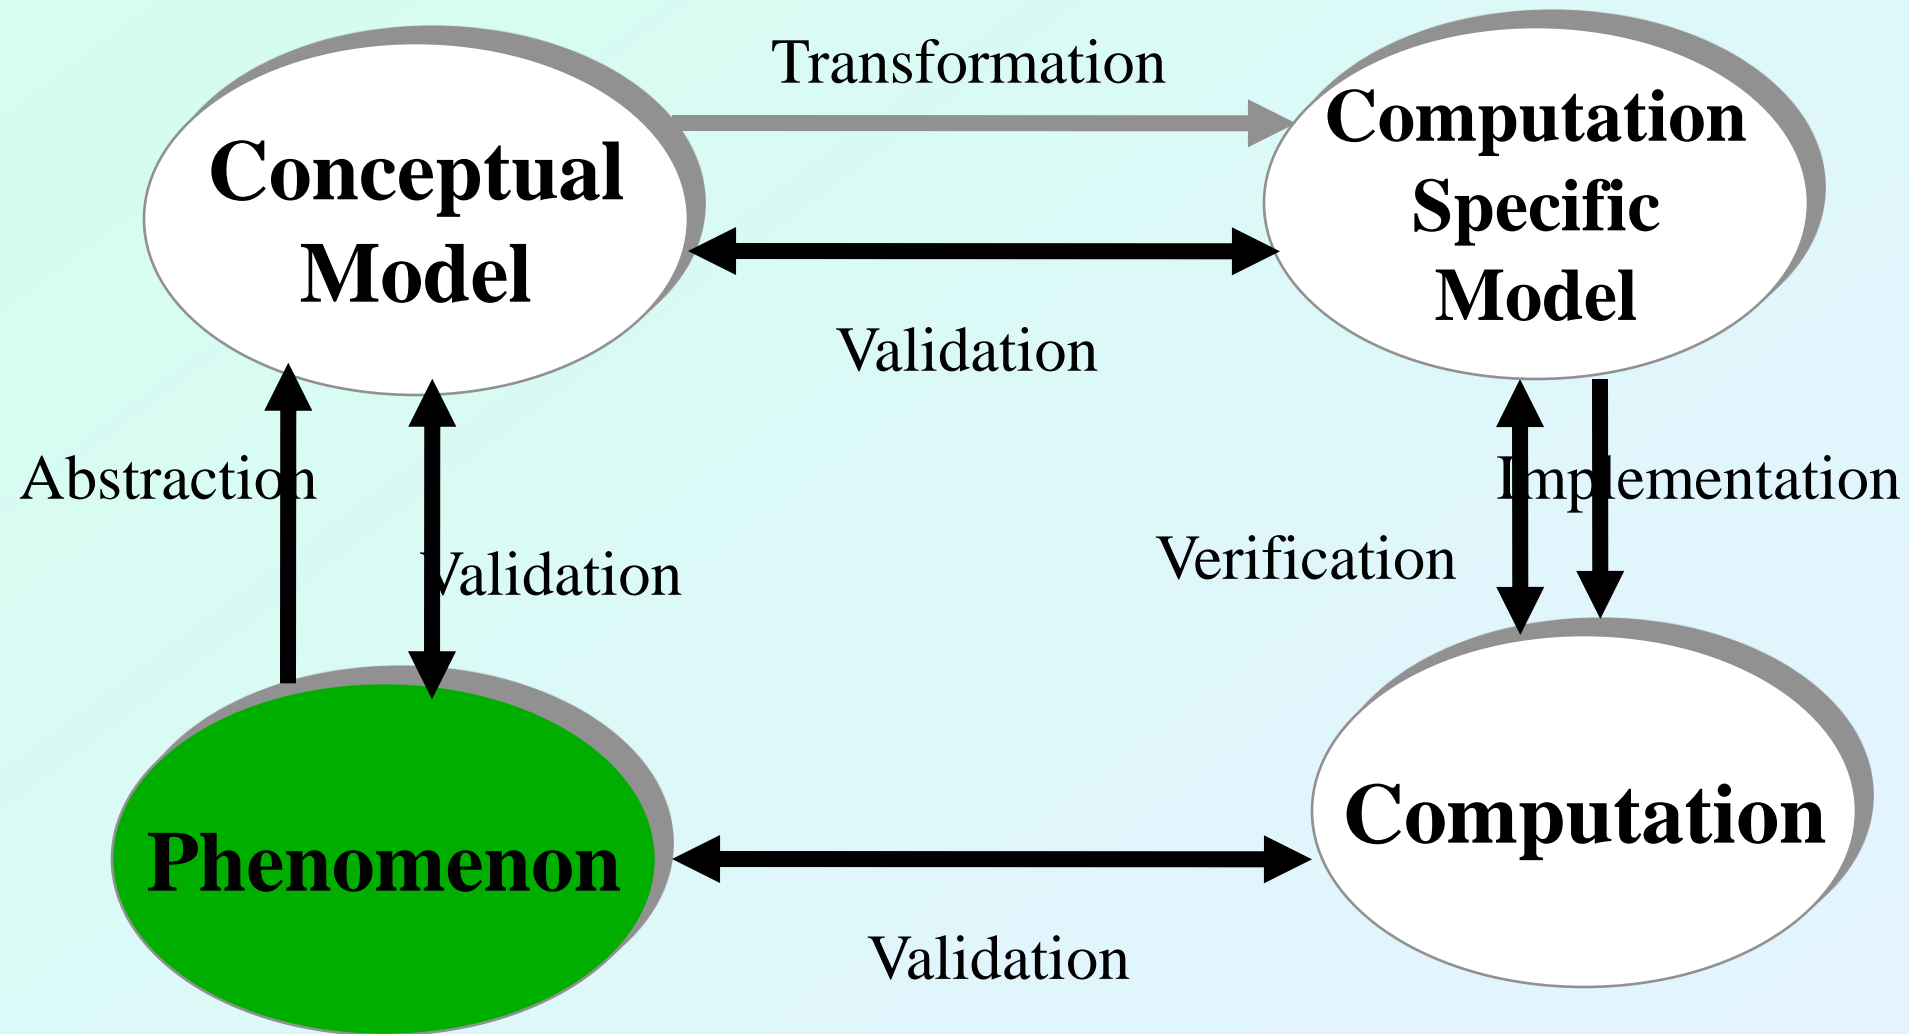 Transformation
Conceptual
Model
Computation
Specific
Model
Validation
Abstraction
Validation
Implementation
Verification
Phenomenon
Computation
Validation